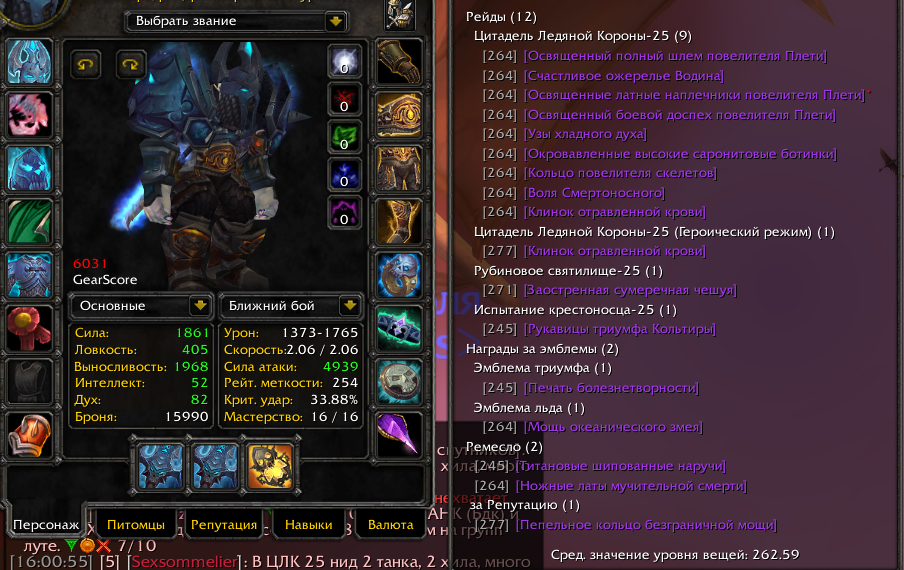 Выбрать звание
0
0
0
0
0
6031
GearScore
Основные
Ближний бой
Сила: 1861
Ловкость: 405
Выносливость: 1968
Интеллект: 52
Дух: 82
Броня: 15990
Урон: 1373-1765
Скорость: 2.06 / 2.06
Сила атаки: 4939
Рейт. меткости: 254
Крит. удар: 33.88%
Мастерство: 16 / 16
Персонаж
Питомцы
Репутация
Навыки
Валюта
луте. 7/10
[16:00:55] [5] [Sexsommelier]: В ЦЛК 25 нид 2 танка, 2 хила, много
Рейды (12)
Цитадель Ледяной Короны-25 (9)
[264] [Освященный полный шлем повелителя Плети]
[264] [Счастливое ожерелье Водина]
[264] [Освященные латные наплечники повелителя Плети]
[264] [Освященный боевой доспех повелителя Плети]
[264] [Узы хладного духа]
[264] [Окровавленные высокие саронитовые ботинки]
[264] [Кольцо повелителя скелетов]
[264] [Воля Смертоносного]
[264] [Клинок отравленной крови]
Цитадель Ледяной Короны-25 (Героический режим) (1)
[277] [Клинок отравленной крови]
Рубиновое святилище-25 (1)
[271] [Заостренная сумеречная чешуя]
Испытание крестоносца-25 (1)
[245] [Рукавицы триумфа Кольтиры]
Награды за эмблемы (2)
Эмблема триумфа (1)
[245] [Печать болезнетворности]
Эмблема льда (1)
[264] [Мощь океанического змея]
Ремесло (2)
[245] [Титановые шипованные наручи]
[264] [Ножные латы мучительной смерти]
за Репутацию (1)
[277] [Пепельное кольцо безграничной мощи]
Сред. значение уровня вещей: 262.59